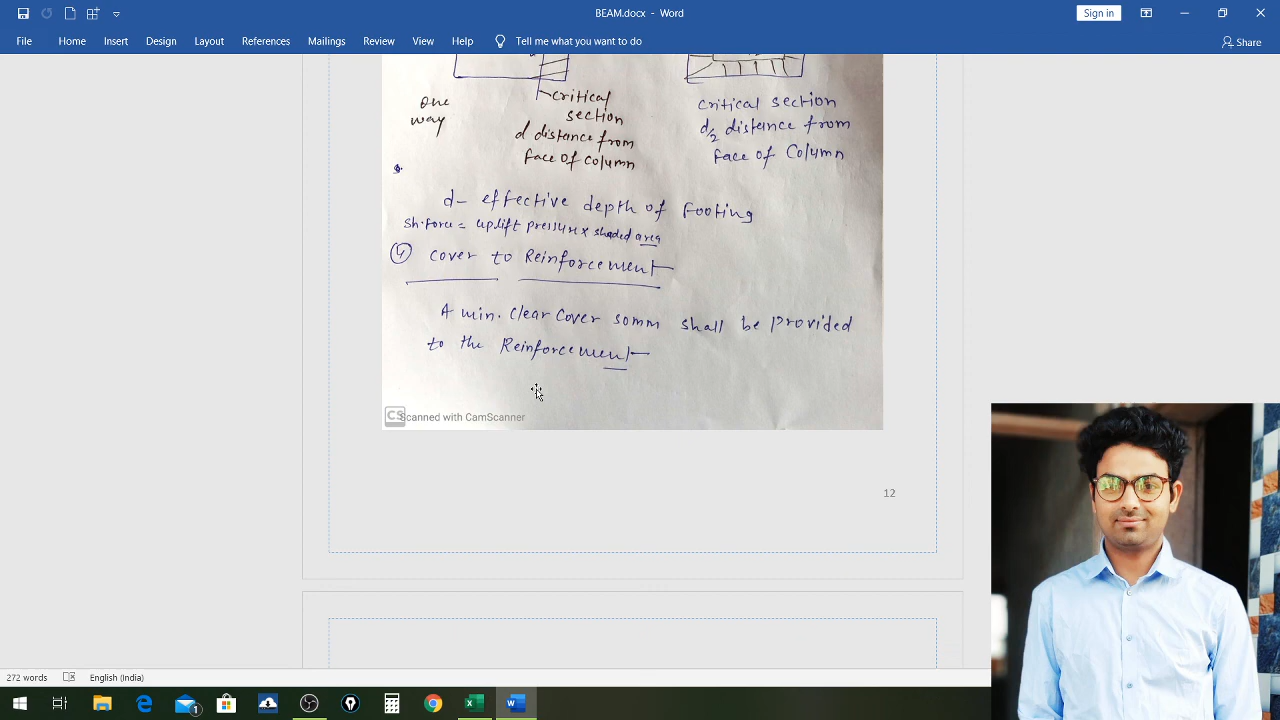 BEAM.docx - Word
Sign in
File Home Insert Design Layout References Mailings Review View Help Tell me what you want to do Share
one way
critical section d distance from face of column
critical section d/2 distance from face of Column
d- effective depth of Footing
Sh.force = uplift pressure x shaded area
4 cover to Reinforcement
A min. clear cover 50mm shall be provided
to the Reinforcement
CS Scanned with CamScanner
12
272 words English (India)
1